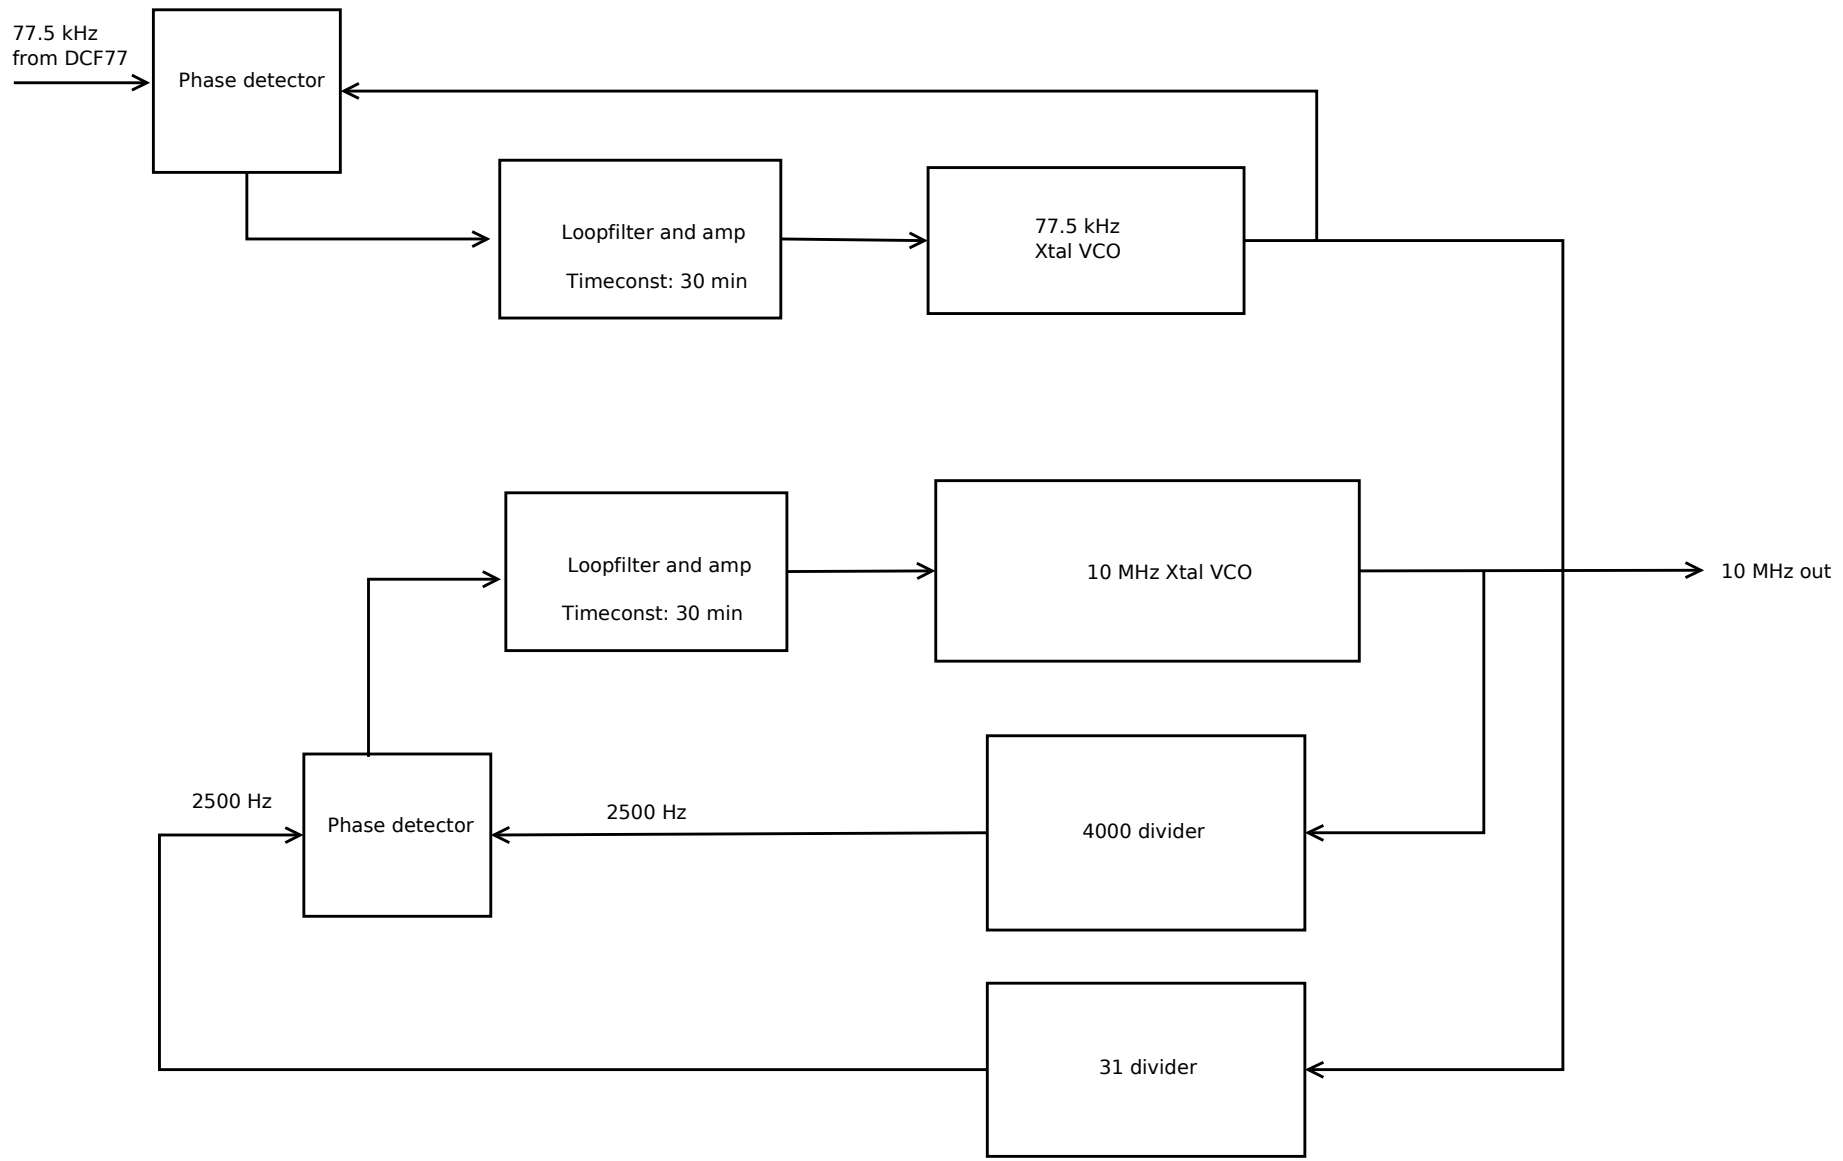 77.5 kHz
from DCF77
Phase detector
Loopfilter and amp
Timeconst: 30 min
77.5 kHz
Xtal VCO
Loopfilter and amp
Timeconst: 30 min
10 MHz Xtal VCO
10 MHz out
2500 Hz
Phase detector
2500 Hz
4000 divider
31 divider